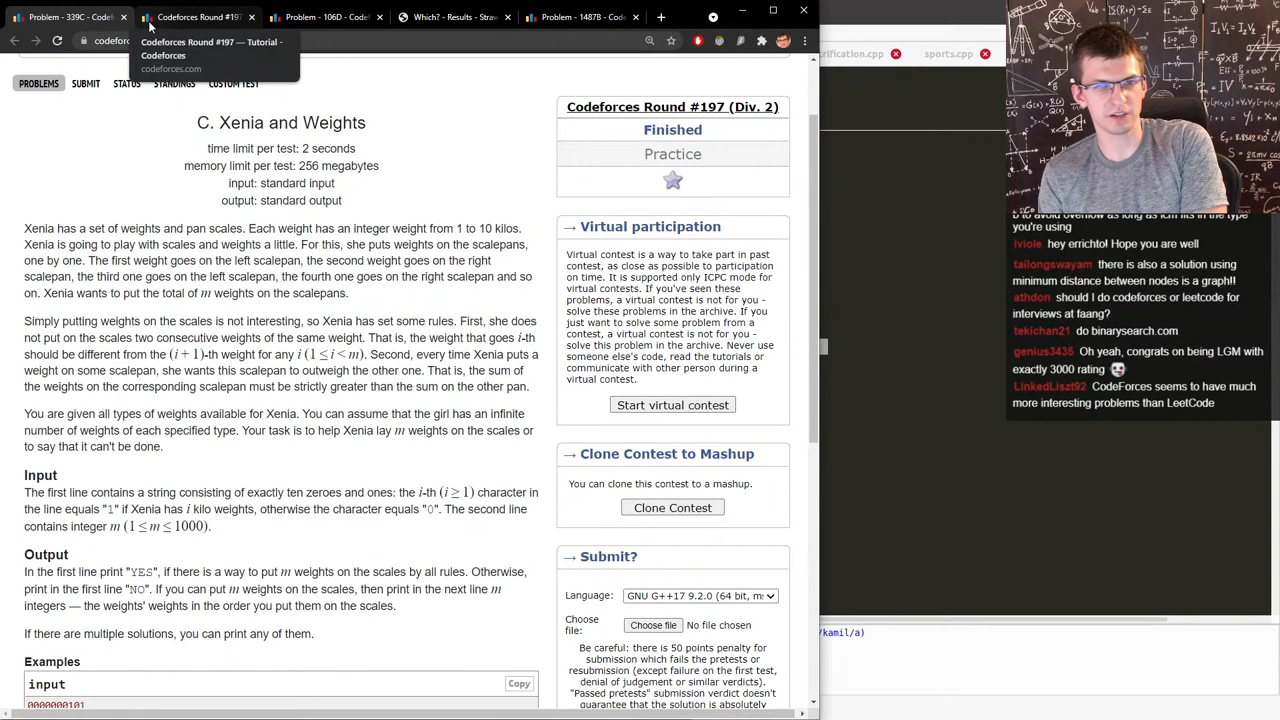 Problem - 339C - Codef
Codeforces Round #197
Problem - 106D - Codef
Which? - Results - Straw
Problem - 1487B - Codef
codeforc
Codeforces Round #197 — Tutorial -
Codeforces
codeforces.com
trification.cpp
sports.cpp
PROBLEMS SUBMIT STATUS STANDINGS CUSTOM TEST
C. Xenia and Weights
time limit per test: 2 seconds
memory limit per test: 256 megabytes
input: standard input
output: standard output
Xenia has a set of weights and pan scales. Each weight has an integer weight from 1 to 10 kilos.
Xenia is going to play with scales and weights a little. For this, she puts weights on the scalepans,
one by one. The first weight goes on the left scalepan, the second weight goes on the right
scalepan, the third one goes on the left scalepan, the fourth one goes on the right scalepan and so
on. Xenia wants to put the total of m weights on the scalepans.
Simply putting weights on the scales is not interesting, so Xenia has set some rules. First, she does
not put on the scales two consecutive weights of the same weight. That is, the weight that goes i-th
should be different from the (i + 1)-th weight for any i (1 ≤ i < m). Second, every time Xenia puts a
weight on some scalepan, she wants this scalepan to outweigh the other one. That is, the sum of
the weights on the corresponding scalepan must be strictly greater than the sum on the other pan.
You are given all types of weights available for Xenia. You can assume that the girl has an infinite
number of weights of each specified type. Your task is to help Xenia lay m weights on the scales or
to say that it can't be done.
Input
The first line contains a string consisting of exactly ten zeroes and ones: the i-th (i ≥ 1) character in
the line equals "1" if Xenia has i kilo weights, otherwise the character equals "0". The second line
contains integer m (1 ≤ m ≤ 1000).
Output
In the first line print "YES", if there is a way to put m weights on the scales by all rules. Otherwise,
print in the first line "NO". If you can put m weights on the scales, then print in the next line m
integers — the weights' weights in the order you put them on the scales.
If there are multiple solutions, you can print any of them.
Examples
input
Copy
0000000101
Codeforces Round #197 (Div. 2)
Finished
Practice
→ Virtual participation
Virtual contest is a way to take part in past
contest, as close as possible to participation
on time. It is supported only ICPC mode for
virtual contests. If you've seen these
problems, a virtual contest is not for you -
solve these problems in the archive. If you
just want to solve some problem from a
contest, a virtual contest is not for you -
solve this problem in the archive. Never use
someone else's code, read the tutorials or
communicate with other person during a
virtual contest.
Start virtual contest
→ Clone Contest to Mashup
You can clone this contest to a mashup.
Clone Contest
→ Submit?
Language: GNU G++17 9.2.0 (64 bit, ms
Choose
file:
Choose file No file chosen
Be careful: there is 50 points penalty for
submission which fails the pretests or
resubmission (except failure on the first test,
denial of judgement or similar verdicts).
"Passed pretests" submission verdict doesn't
guarantee that the solution is absolutely
b to avoid overflow as long as lcm fits in the type
you're using
lviole hey errichto! Hope you are well
tailongswayam there is also a solution using
minimum distance between nodes is a graph!!
athdon should I do codeforces or leetcode for
interviews at faang?
tekichan21 do binarysearch.com
genius3435 Oh yeah, congrats on being LGM with
exactly 3000 rating
LinkedLiszt92 CodeForces seems to have much
more interesting problems than LeetCode
/kamil/a)